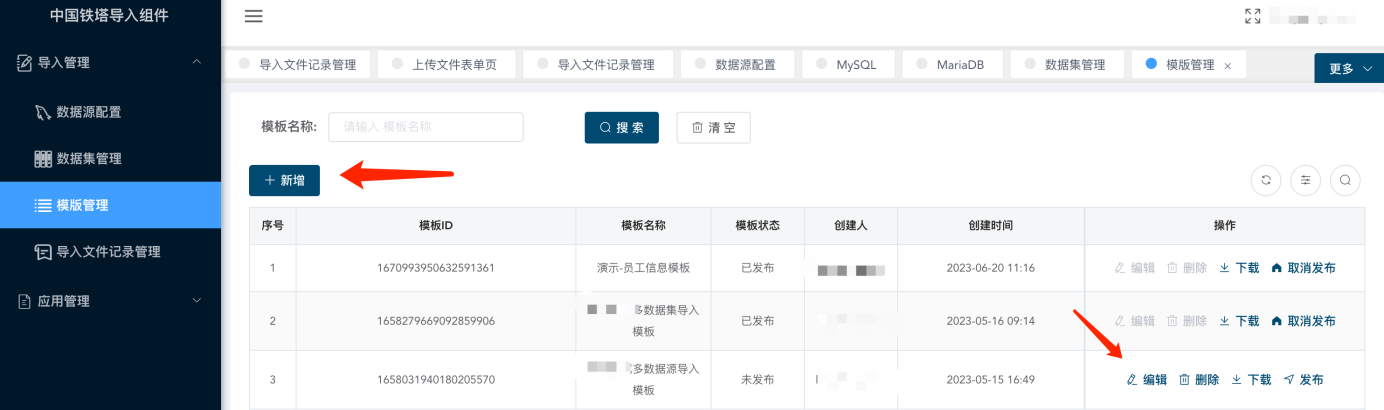 中国铁塔导入组件
导入管理
数据源配置
数据集管理
模版管理
导入文件记录管理
应用管理
导入文件记录管理 上传文件表单页 导入文件记录管理 数据源配置 MySQL MariaDB 数据集管理 模版管理 × 更多
模板名称: 请输入 模板名称 搜 索 清 空
+ 新增
序号 模板ID 模板名称 模板状态 创建人 创建时间 操作
1 1670993950632591361 演示-员工信息模板 已发布 2023-06-20 11:16 编辑 删除 下载 取消发布
2 1658279669092859906 多数据集导入 已发布 2023-05-16 09:14 编辑 删除 下载 取消发布
模板
3 1658031940180205570 多数据源导入 未发布 2023-05-15 16:49 编辑 删除 下载 发布
模板